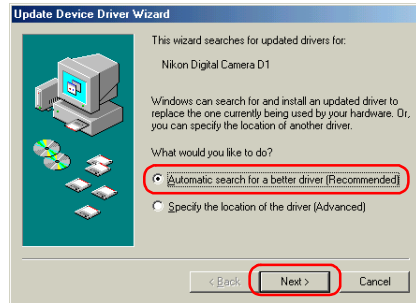 Update Device Driver Wizard
This wizard searches for updated drivers for:
Nikon Digital Camera D1
Windows can search for and install an updated driver to
replace the one currently being used by your hardware. Or,
you can specify the location of another driver.
What would you like to do?
Automatic search for a better driver (Recommended)
Specify the location of the driver (Advanced)
< Back
Next >
Cancel